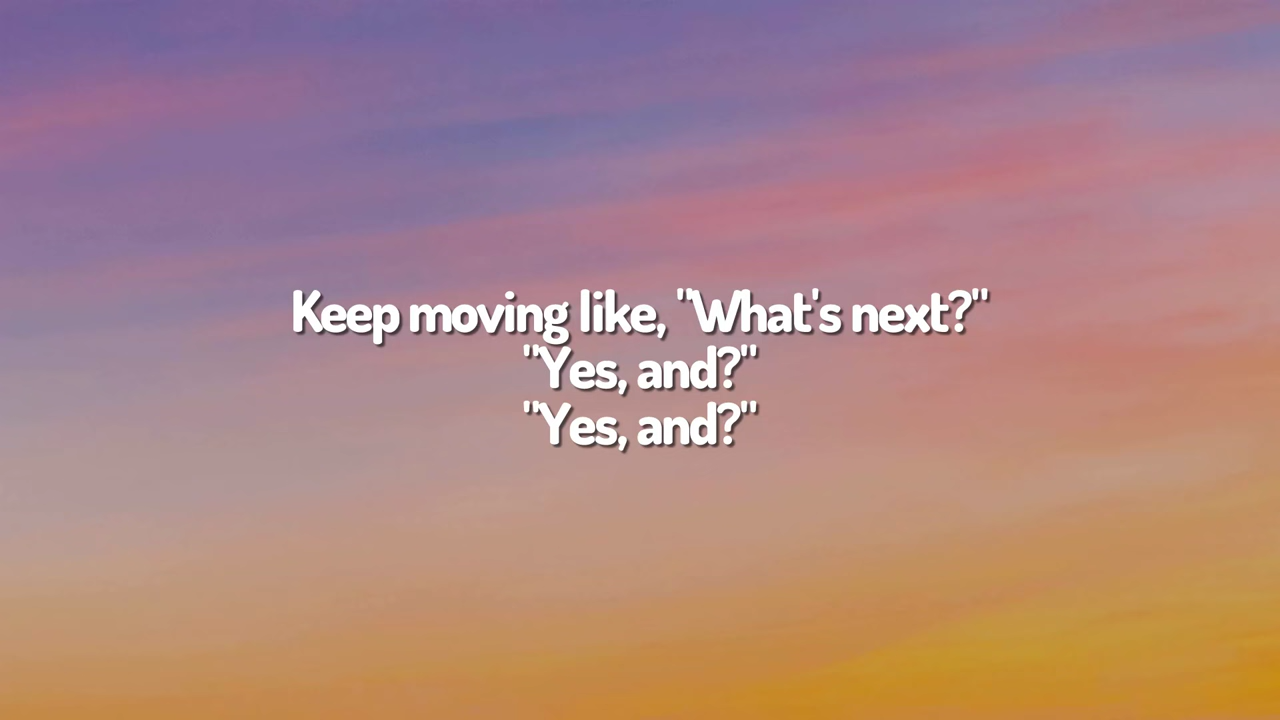 Keep moving like, "What's next?"
"Yes, and?"
"Yes, and?"